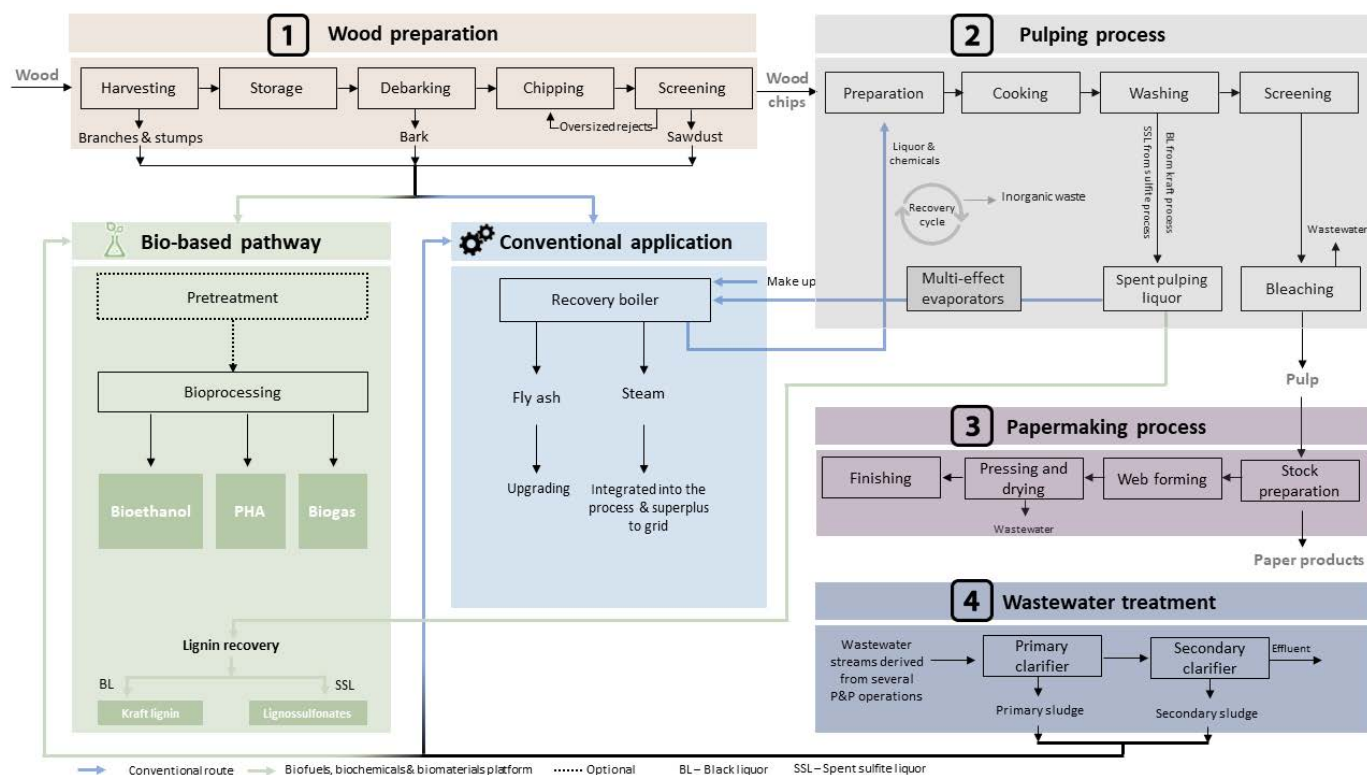 1 Wood preparation
Wood
Harvesting
Storage
Debarking
Chipping
Screening
Oversized rejects
Branches & stumps
Bark
Sawdust
Wood
chips
2 Pulping process
Preparation
Cooking
Washing
Screening
Liquor &
chemicals
Recovery
cycle
Inorganic waste
SSL from sulfite process
BL from kraft process
Wastewater
Multi-effect
evaporators
Spent pulping
liquor
Bleaching
Pulp
Bio-based pathway
Pretreatment
Bioprocessing
Bioethanol
PHA
Biogas
Lignin recovery
BL
SSL
Kraft lignin
Lignossulfonates
Conventional application
Make up
Recovery boiler
Fly ash
Steam
Upgrading
Integrated into the
process & superplus
to grid
3 Papermaking process
Finishing
Pressing and
drying
Web forming
Stock
preparation
Wastewater
Paper products
4 Wastewater treatment
Wastewater
streams derived
from several
P&P operations
Primary
clarifier
Secondary
clarifier
Effluent
Primary sludge
Secondary sludge
Conventional route
Biofuels, biochemicals & biomaterials platform
Optional
BL – Black liquor
SSL – Spent sulfite liquor